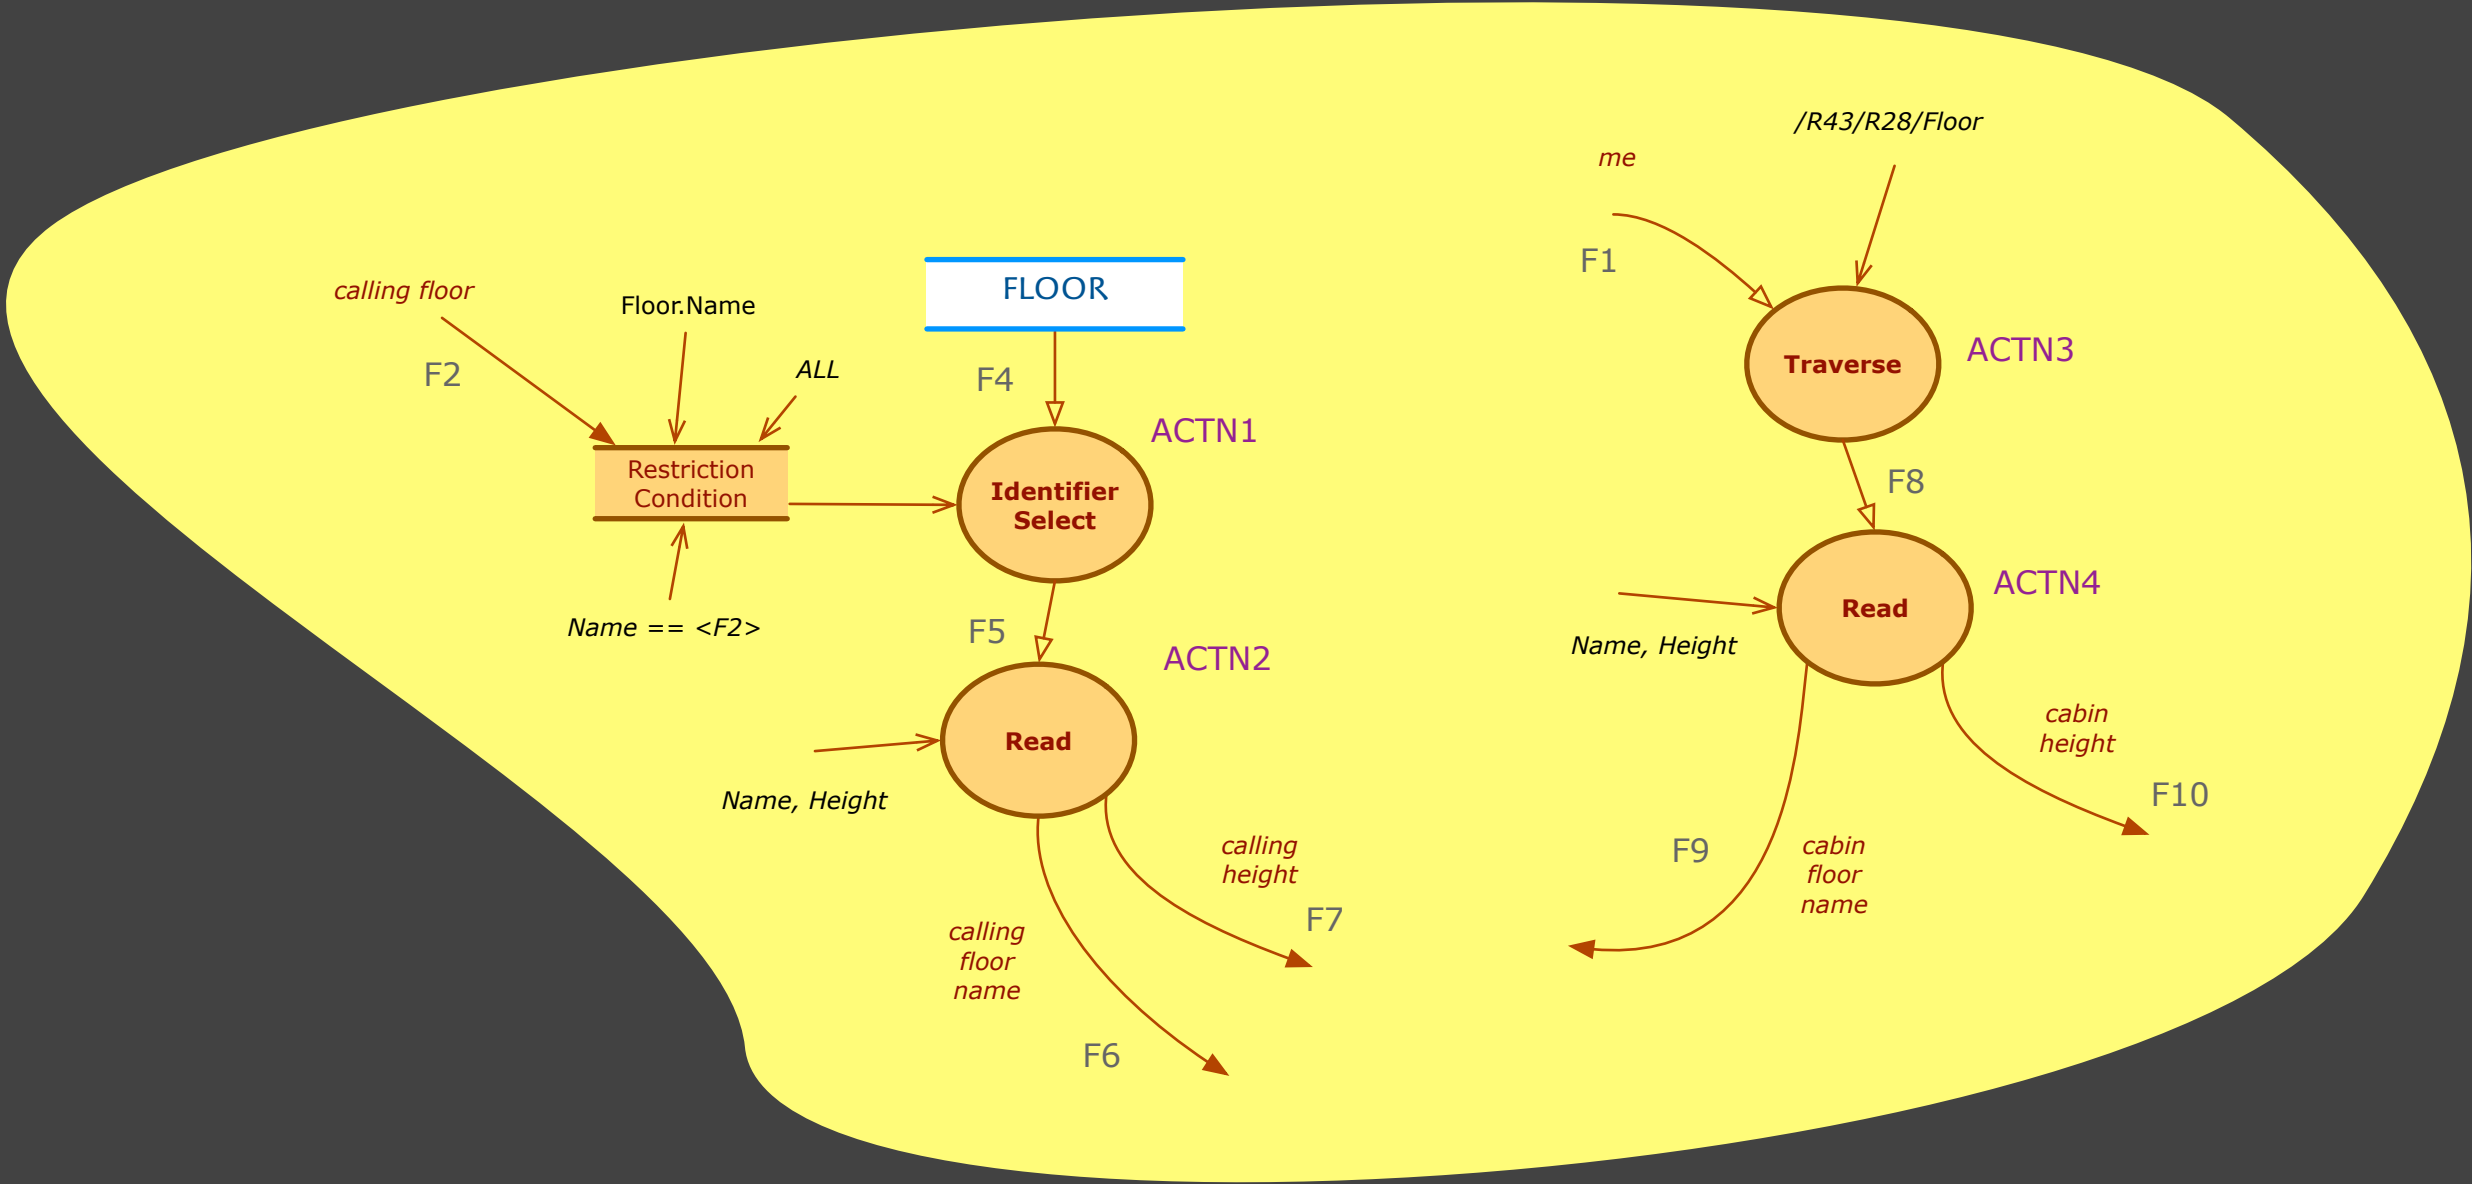 /R43/R28/Floor
me
F1
FLOOR
calling floor
Floor.Name
F2
ALL
F4
Traverse
ACTN3
ACTN1
Restriction
Condition
Identifier
Select
F8
Name == <F2>
F5
ACTN2
ACTN4
Read
Name, Height
Read
Name, Height
cabin
height
F10
calling
height
F7
F9
cabin
floor
name
calling
floor
name
F6